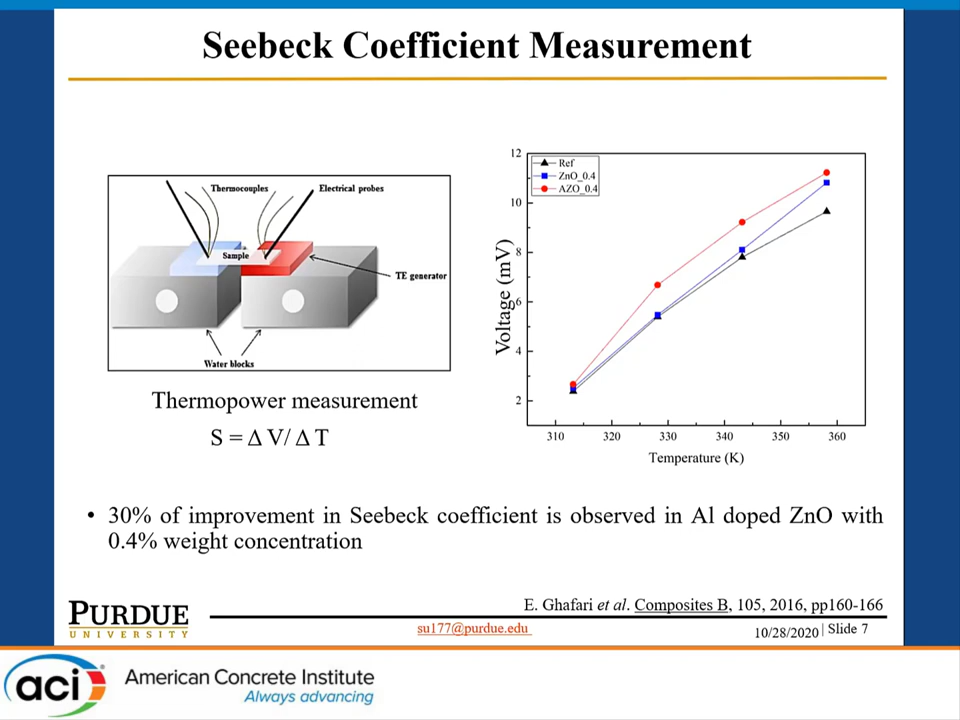 Seebeck Coefficient Measurement
Thermocouples
Electrical probes
Sample
TE generator
Water blocks
Thermopower measurement
S = Δ V/ Δ T
Ref
ZnO_0.4
AZO_0.4
12
10
8
6
4
2
Voltage (mV)
310 320 330 340 350 360
Temperature (K)
• 30% of improvement in Seebeck coefficient is observed in Al doped ZnO with
0.4% weight concentration
E. Ghafari et al. Composites B, 105, 2016, pp160-166
PURDUE
UNIVERSITY
su177@purdue.edu
10/28/2020 | Slide 7
aci
American Concrete Institute
Always advancing